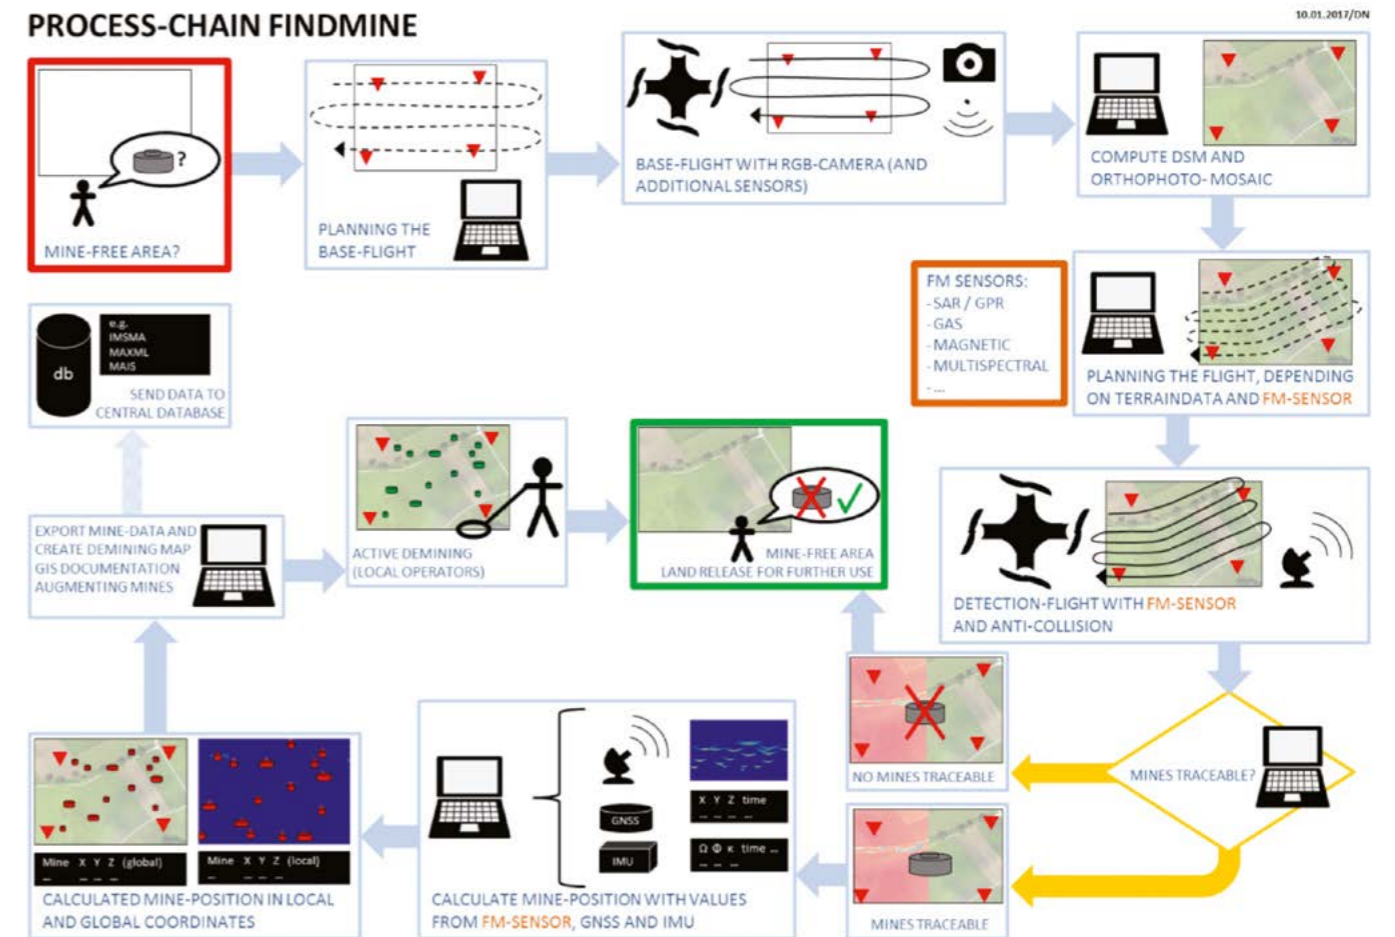 PROCESS-CHAIN FINDMINE
10.01.2017/DN
?
MINE-FREE AREA?
PLANNING THE
BASE-FLIGHT
BASE-FLIGHT WITH RGB-CAMERA (AND
ADDITIONAL SENSORS)
COMPUTE DSM AND
ORTHOPHOTO- MOSAIC
FM SENSORS:
- SAR / GPR
- GAS
- MAGNETIC
- MULTISPECTRAL
- ...
PLANNING THE FLIGHT, DEPENDING
ON TERRAINDATA AND FM-SENSOR
DETECTION-FLIGHT WITH FM-SENSOR
AND ANTI-COLLISION
MINES TRACEABLE?
NO MINES TRACEABLE
MINES TRACEABLE
GNSS
IMU
X Y Z time
Ω Φ κ time ...
CALCULATE MINE-POSITION WITH VALUES
FROM FM-SENSOR, GNSS AND IMU
Mine X Y Z (global)
Mine X Y Z (local)
CALCULATED MINE-POSITION IN LOCAL
AND GLOBAL COORDINATES
EXPORT MINE-DATA AND
CREATE DEMINING MAP
GIS DOCUMENTATION
AUGMENTING MINES
db
e.g.
IMSMA
MAXML
MAIS
SEND DATA TO
CENTRAL DATABASE
ACTIVE DEMINING
(LOCAL OPERATORS)
MINE-FREE AREA
LAND RELEASE FOR FURTHER USE